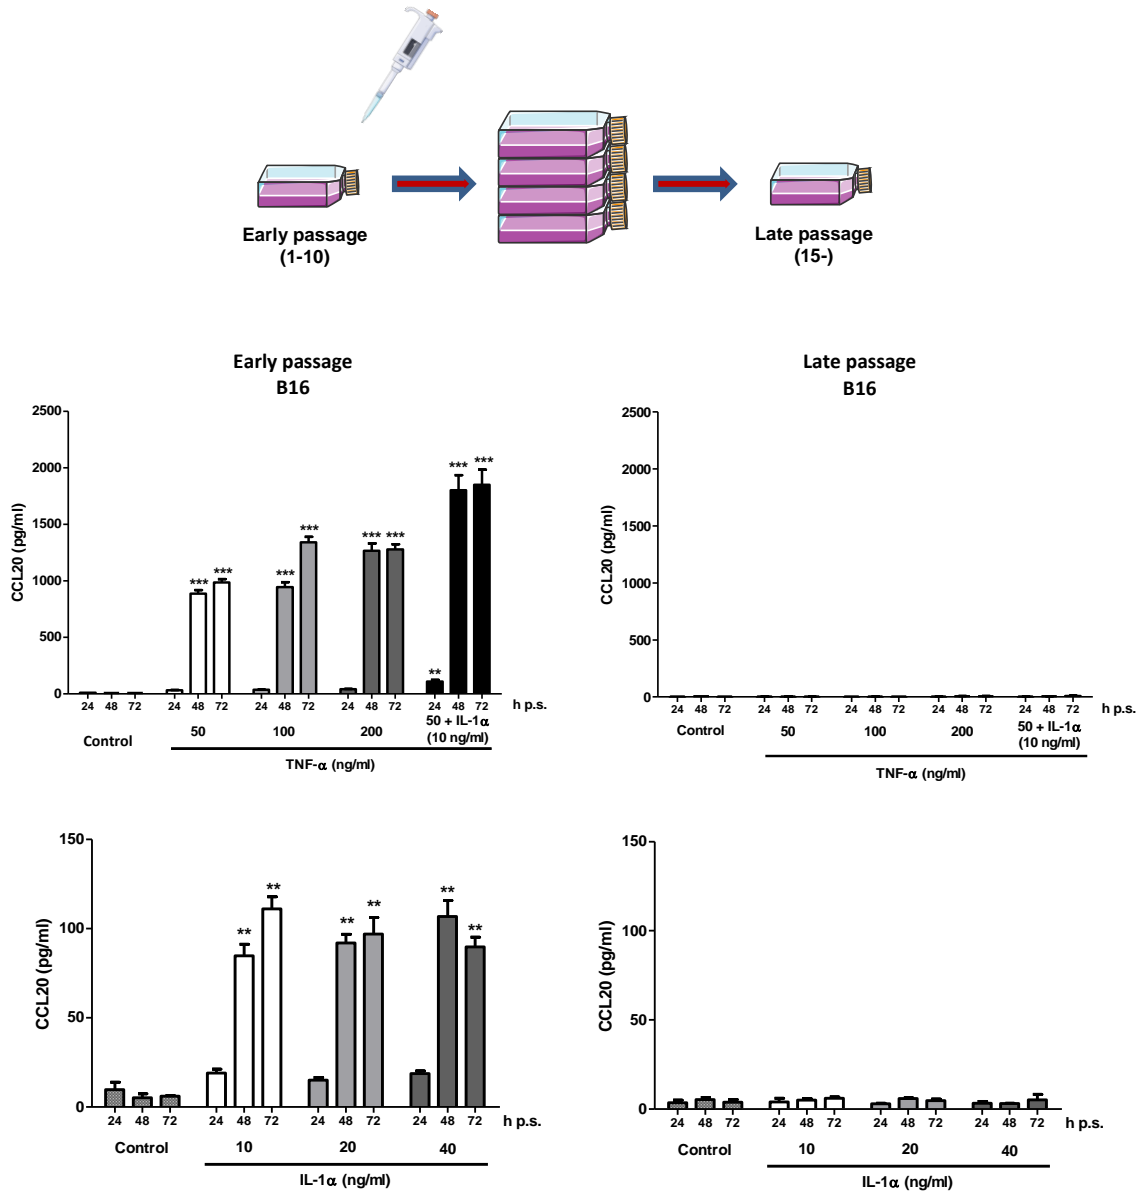 Early passage
(1-10)
Late passage
(15-)
Early passage
B16
2500
2000
1500
1000
500
0
CCL20 (pg/ml)
*** *** *** *** *** *** ** *** ***
24 48 72 24 48 72 24 48 72 24 48 72 24 48 72 h p.s.
Control 50 100 200 50 + IL-1α
(10 ng/ml)
TNF-α (ng/ml)
Late passage
B16
2500
2000
1500
1000
500
0
CCL20 (pg/ml)
24 48 72 24 48 72 24 48 72 24 48 72 24 48 72 h p.s.
Control 50 100 200 50 + IL-1α
(10 ng/ml)
TNF-α (ng/ml)
150
100
50
0
CCL20 (pg/ml)
** ** ** ** ** **
24 48 72 24 48 72 24 48 72 24 48 72 h p.s.
Control 10 20 40
IL-1α (ng/ml)
150
100
50
0
CCL20 (pg/ml)
24 48 72 24 48 72 24 48 72 24 48 72 h p.s.
Control 10 20 40
IL-1α (ng/ml)